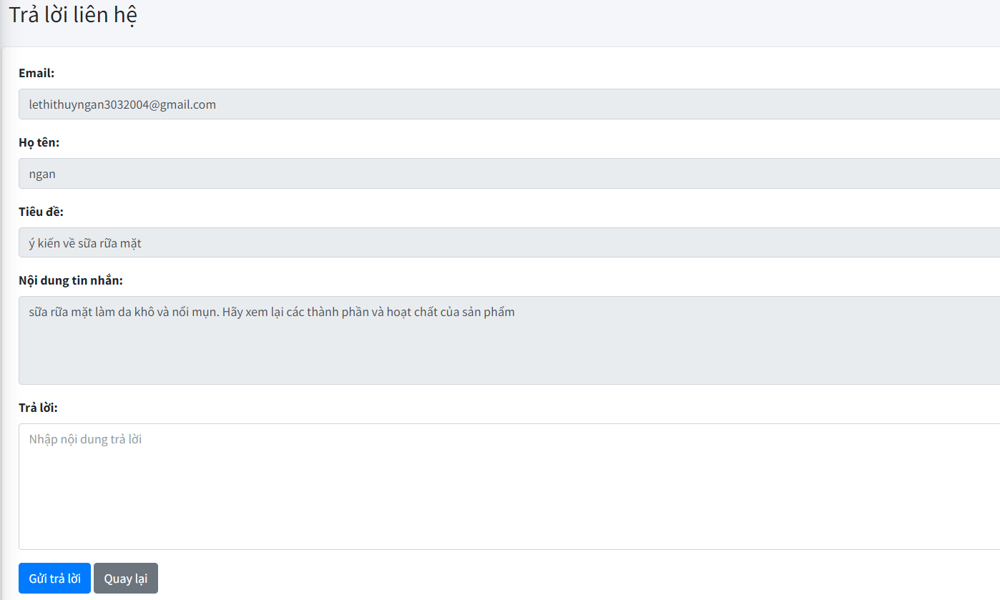 Trả lời liên hệ
Email:
lethithuyngan3032004@gmail.com
Họ tên:
ngan
Tiêu đề:
ý kiến về sữa rữa mặt
Nội dung tin nhắn:
sữa rữa mặt làm da khô và nổi mụn. Hãy xem lại các thành phần và hoạt chất của sản phẩm
Trả lời:
Nhập nội dung trả lời
Gửi trả lời Quay lại